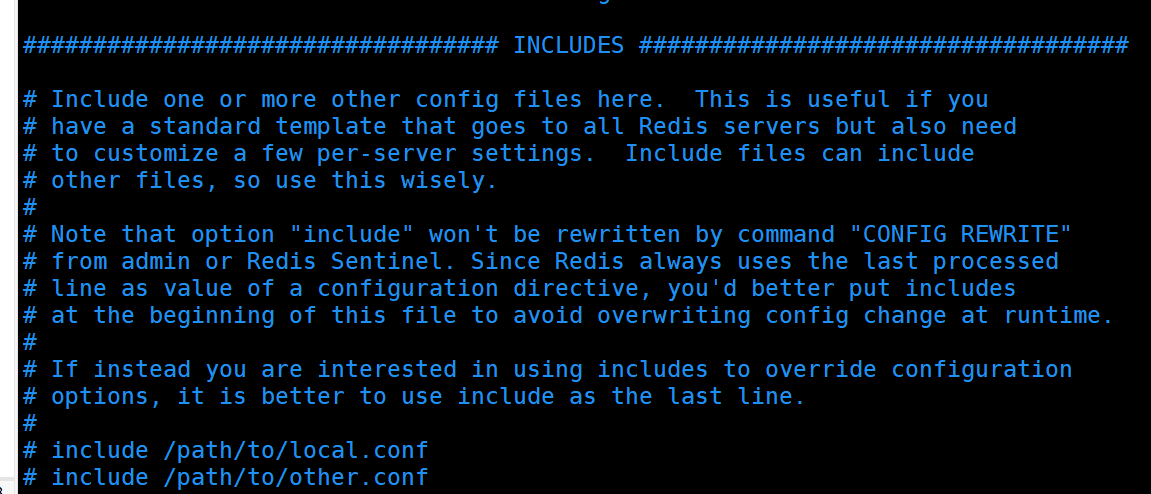 ################################## INCLUDES ###################################
# Include one or more other config files here.  This is useful if you
# have a standard template that goes to all Redis servers but also need
# to customize a few per-server settings.  Include files can include
# other files, so use this wisely.
#
# Note that option "include" won't be rewritten by command "CONFIG REWRITE"
# from admin or Redis Sentinel. Since Redis always uses the last processed
# line as value of a configuration directive, you'd better put includes
# at the beginning of this file to avoid overwriting config change at runtime.
#
# If instead you are interested in using includes to override configuration
# options, it is better to use include as the last line.
#
# include /path/to/local.conf
# include /path/to/other.conf